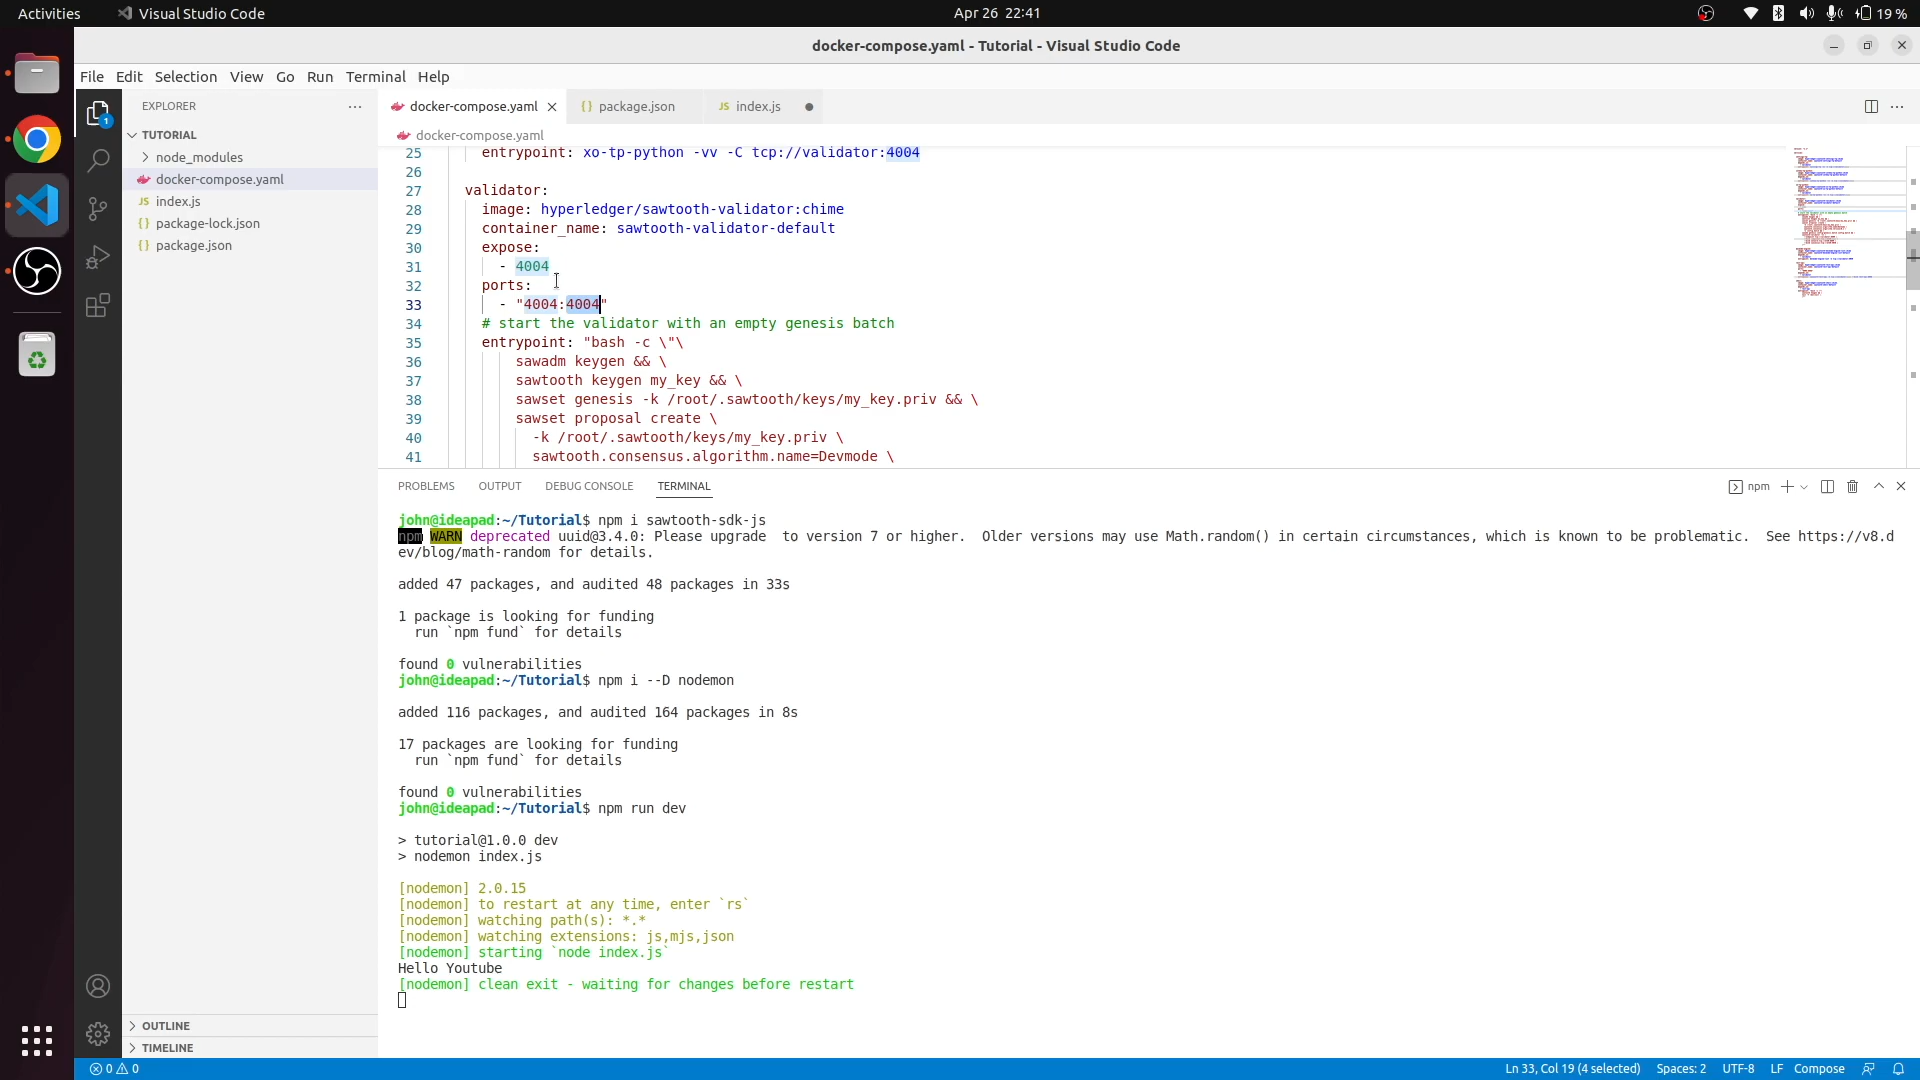 Activities
Visual Studio Code
Apr 26 22:41
19 %
docker-compose.yaml - Tutorial - Visual Studio Code
File Edit Selection View Go Run Terminal Help
EXPLORER
1
TUTORIAL
node_modules
docker-compose.yaml
JS index.js
{} package-lock.json
{} package.json
OUTLINE
TIMELINE
docker-compose.yaml
{} package.json
JS index.js
docker-compose.yaml
25 entrypoint: xo-tp-python -vv -C tcp://validator:4004
26
27 validator:
28 image: hyperledger/sawtooth-validator:chime
29 container_name: sawtooth-validator-default
30 expose:
31 - 4004
32 ports:
33 - "4004:4004"
34 # start the validator with an empty genesis batch
35 entrypoint: "bash -c \"\
36 sawadm keygen && \
37 sawtooth keygen my_key && \
38 sawset genesis -k /root/.sawtooth/keys/my_key.priv && \
39 sawset proposal create \
40 -k /root/.sawtooth/keys/my_key.priv \
41 sawtooth.consensus.algorithm.name=Devmode \
PROBLEMS OUTPUT DEBUG CONSOLE TERMINAL
npm
john@ideapad:~/Tutorial$ npm i sawtooth-sdk-js
npm WARN deprecated uuid@3.4.0: Please upgrade  to version 7 or higher.  Older versions may use Math.random() in certain circumstances, which is known to be problematic.  See https://v8.d
ev/blog/math-random for details.
added 47 packages, and audited 48 packages in 33s
1 package is looking for funding
run `npm fund` for details
found 0 vulnerabilities
john@ideapad:~/Tutorial$ npm i --D nodemon
added 116 packages, and audited 164 packages in 8s
17 packages are looking for funding
run `npm fund` for details
found 0 vulnerabilities
john@ideapad:~/Tutorial$ npm run dev
> tutorial@1.0.0 dev
> nodemon index.js
[nodemon] 2.0.15
[nodemon] to restart at any time, enter `rs`
[nodemon] watching path(s): *.*
[nodemon] watching extensions: js,mjs,json
[nodemon] starting `node index.js`
Hello Youtube
[nodemon] clean exit - waiting for changes before restart
0 0
Ln 33, Col 19 (4 selected) Spaces: 2 UTF-8 LF Compose